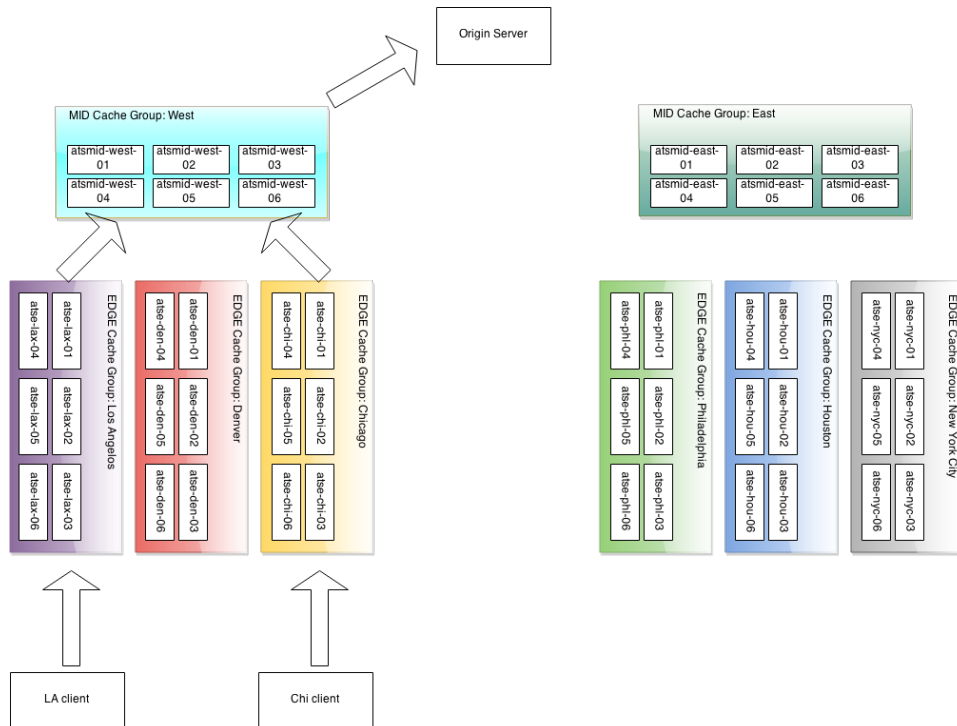 Origin Server
MID Cache Group: West
atsmid-west-
01
atsmid-west-
02
atsmid-west-
03
atsmid-west-
04
atsmid-west-
05
atsmid-west-
06
MID Cache Group: East
atsmid-east-
01
atsmid-east-
02
atsmid-east-
03
atsmid-east-
04
atsmid-east-
05
atsmid-east-
06
EDGE Cache Group: Los Angelos
atse-lax-01
atse-lax-02
atse-lax-03
atse-lax-04
atse-lax-05
atse-lax-06
EDGE Cache Group: Denver
atse-den-01
atse-den-02
atse-den-03
atse-den-04
atse-den-05
atse-den-06
EDGE Cache Group: Chicago
atse-chi-01
atse-chi-02
atse-chi-03
atse-chi-04
atse-chi-05
atse-chi-06
EDGE Cache Group: Philadelphia
atse-phl-01
atse-phl-02
atse-phl-03
atse-phl-04
atse-phl-05
atse-phl-06
EDGE Cache Group: Houston
atse-hou-01
atse-hou-02
atse-hou-03
atse-hou-04
atse-hou-05
atse-hou-06
EDGE Cache Group: New York City
atse-nyc-01
atse-nyc-02
atse-nyc-03
atse-nyc-04
atse-nyc-05
atse-nyc-06
LA client
Chi client